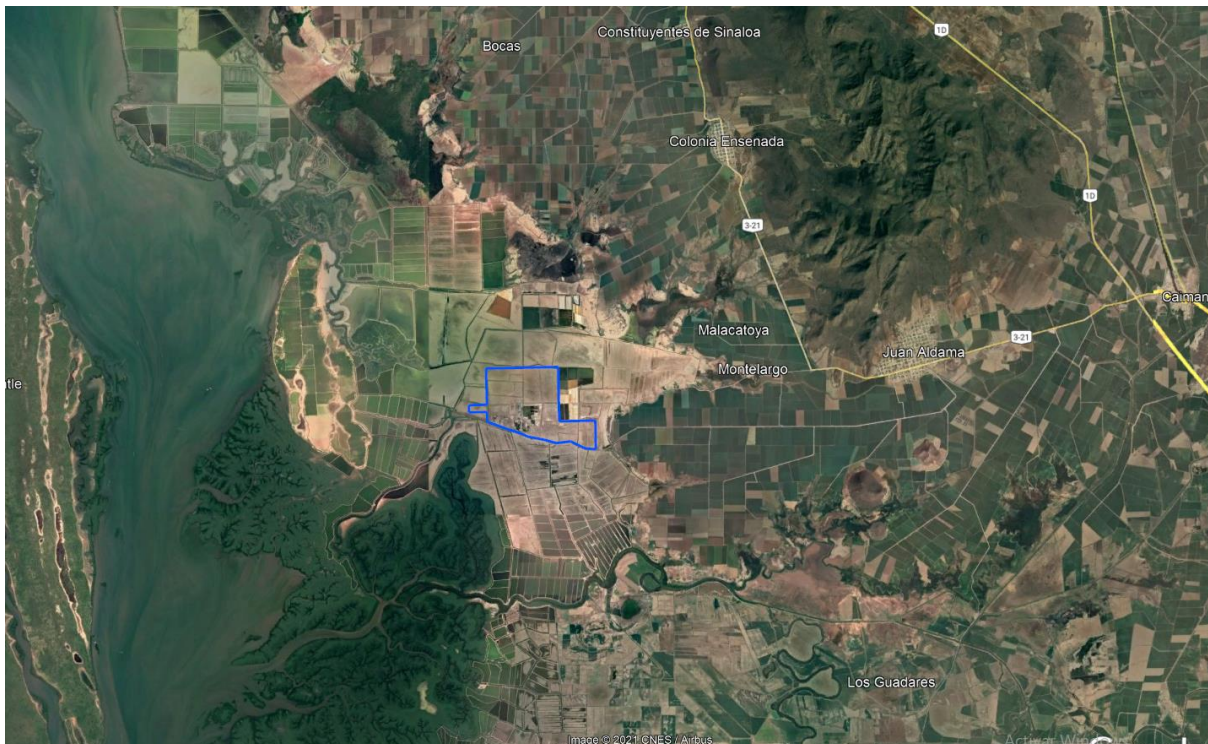 1D
Bocas
Constituyentes de Sinaloa
Colonia Ensenada
1D
3-21
Caiman
Malacatoya
3-21
Juan Aldama
Montelargo
tle
Los Guadares
Image © 2021 CNES / Airbus